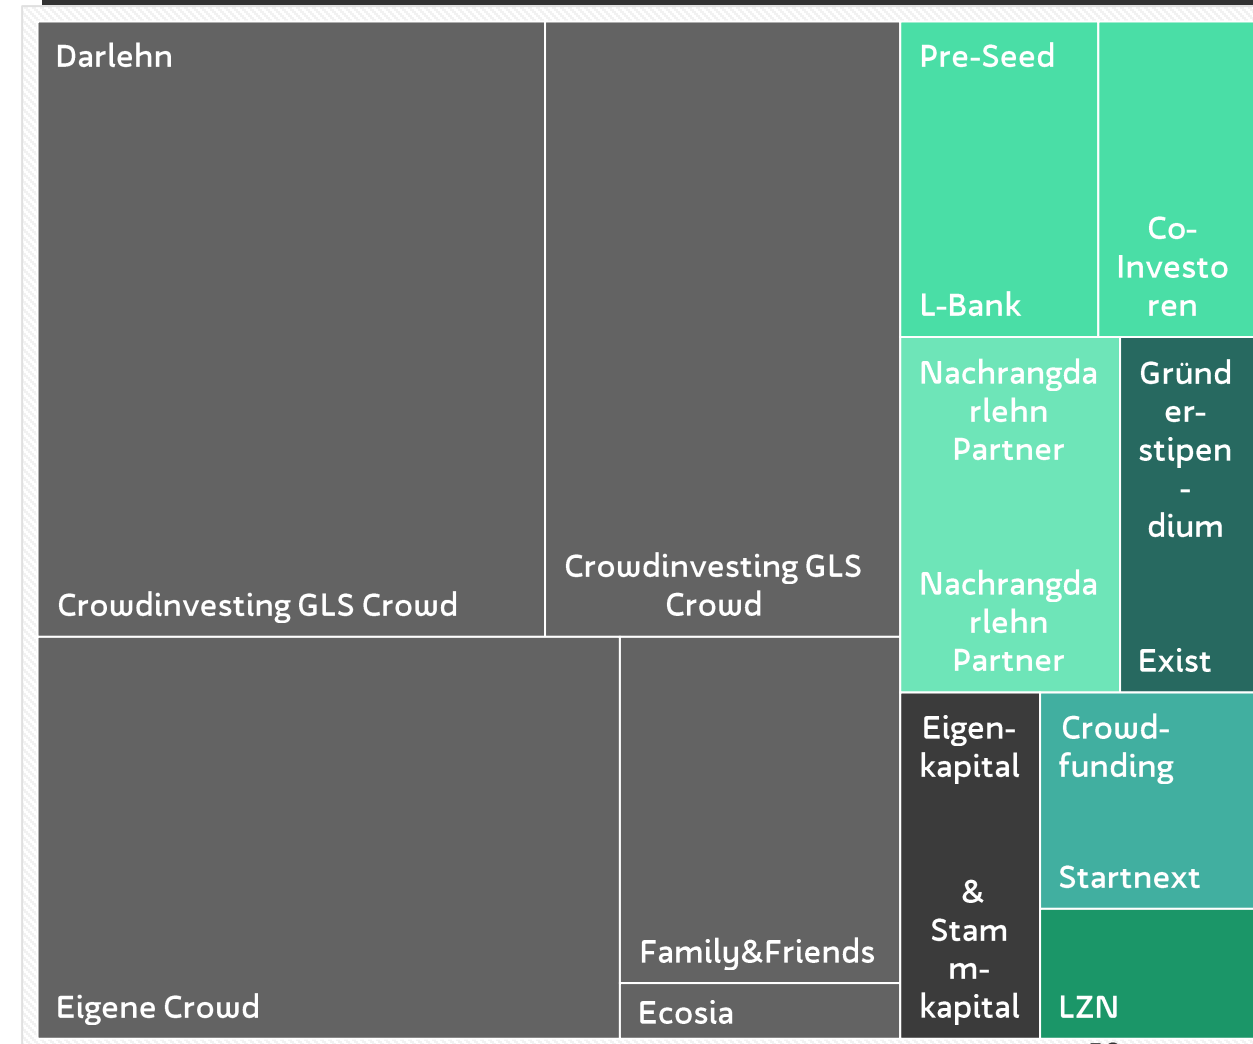 Darlehn
Crowdinvesting GLS Crowd
Crowdinvesting GLS
Crowd
Eigene Crowd
Family&Friends
Ecosia
Pre-Seed
L-Bank
Co-
Investo
ren
Nachrangda
rlehn
Partner
Nachrangda
rlehn
Partner
Gründ
er-
stipen
-
dium
Exist
Eigen-
kapital
&
Stam
m-
kapital
Crowd-
funding
Startnext
LZN